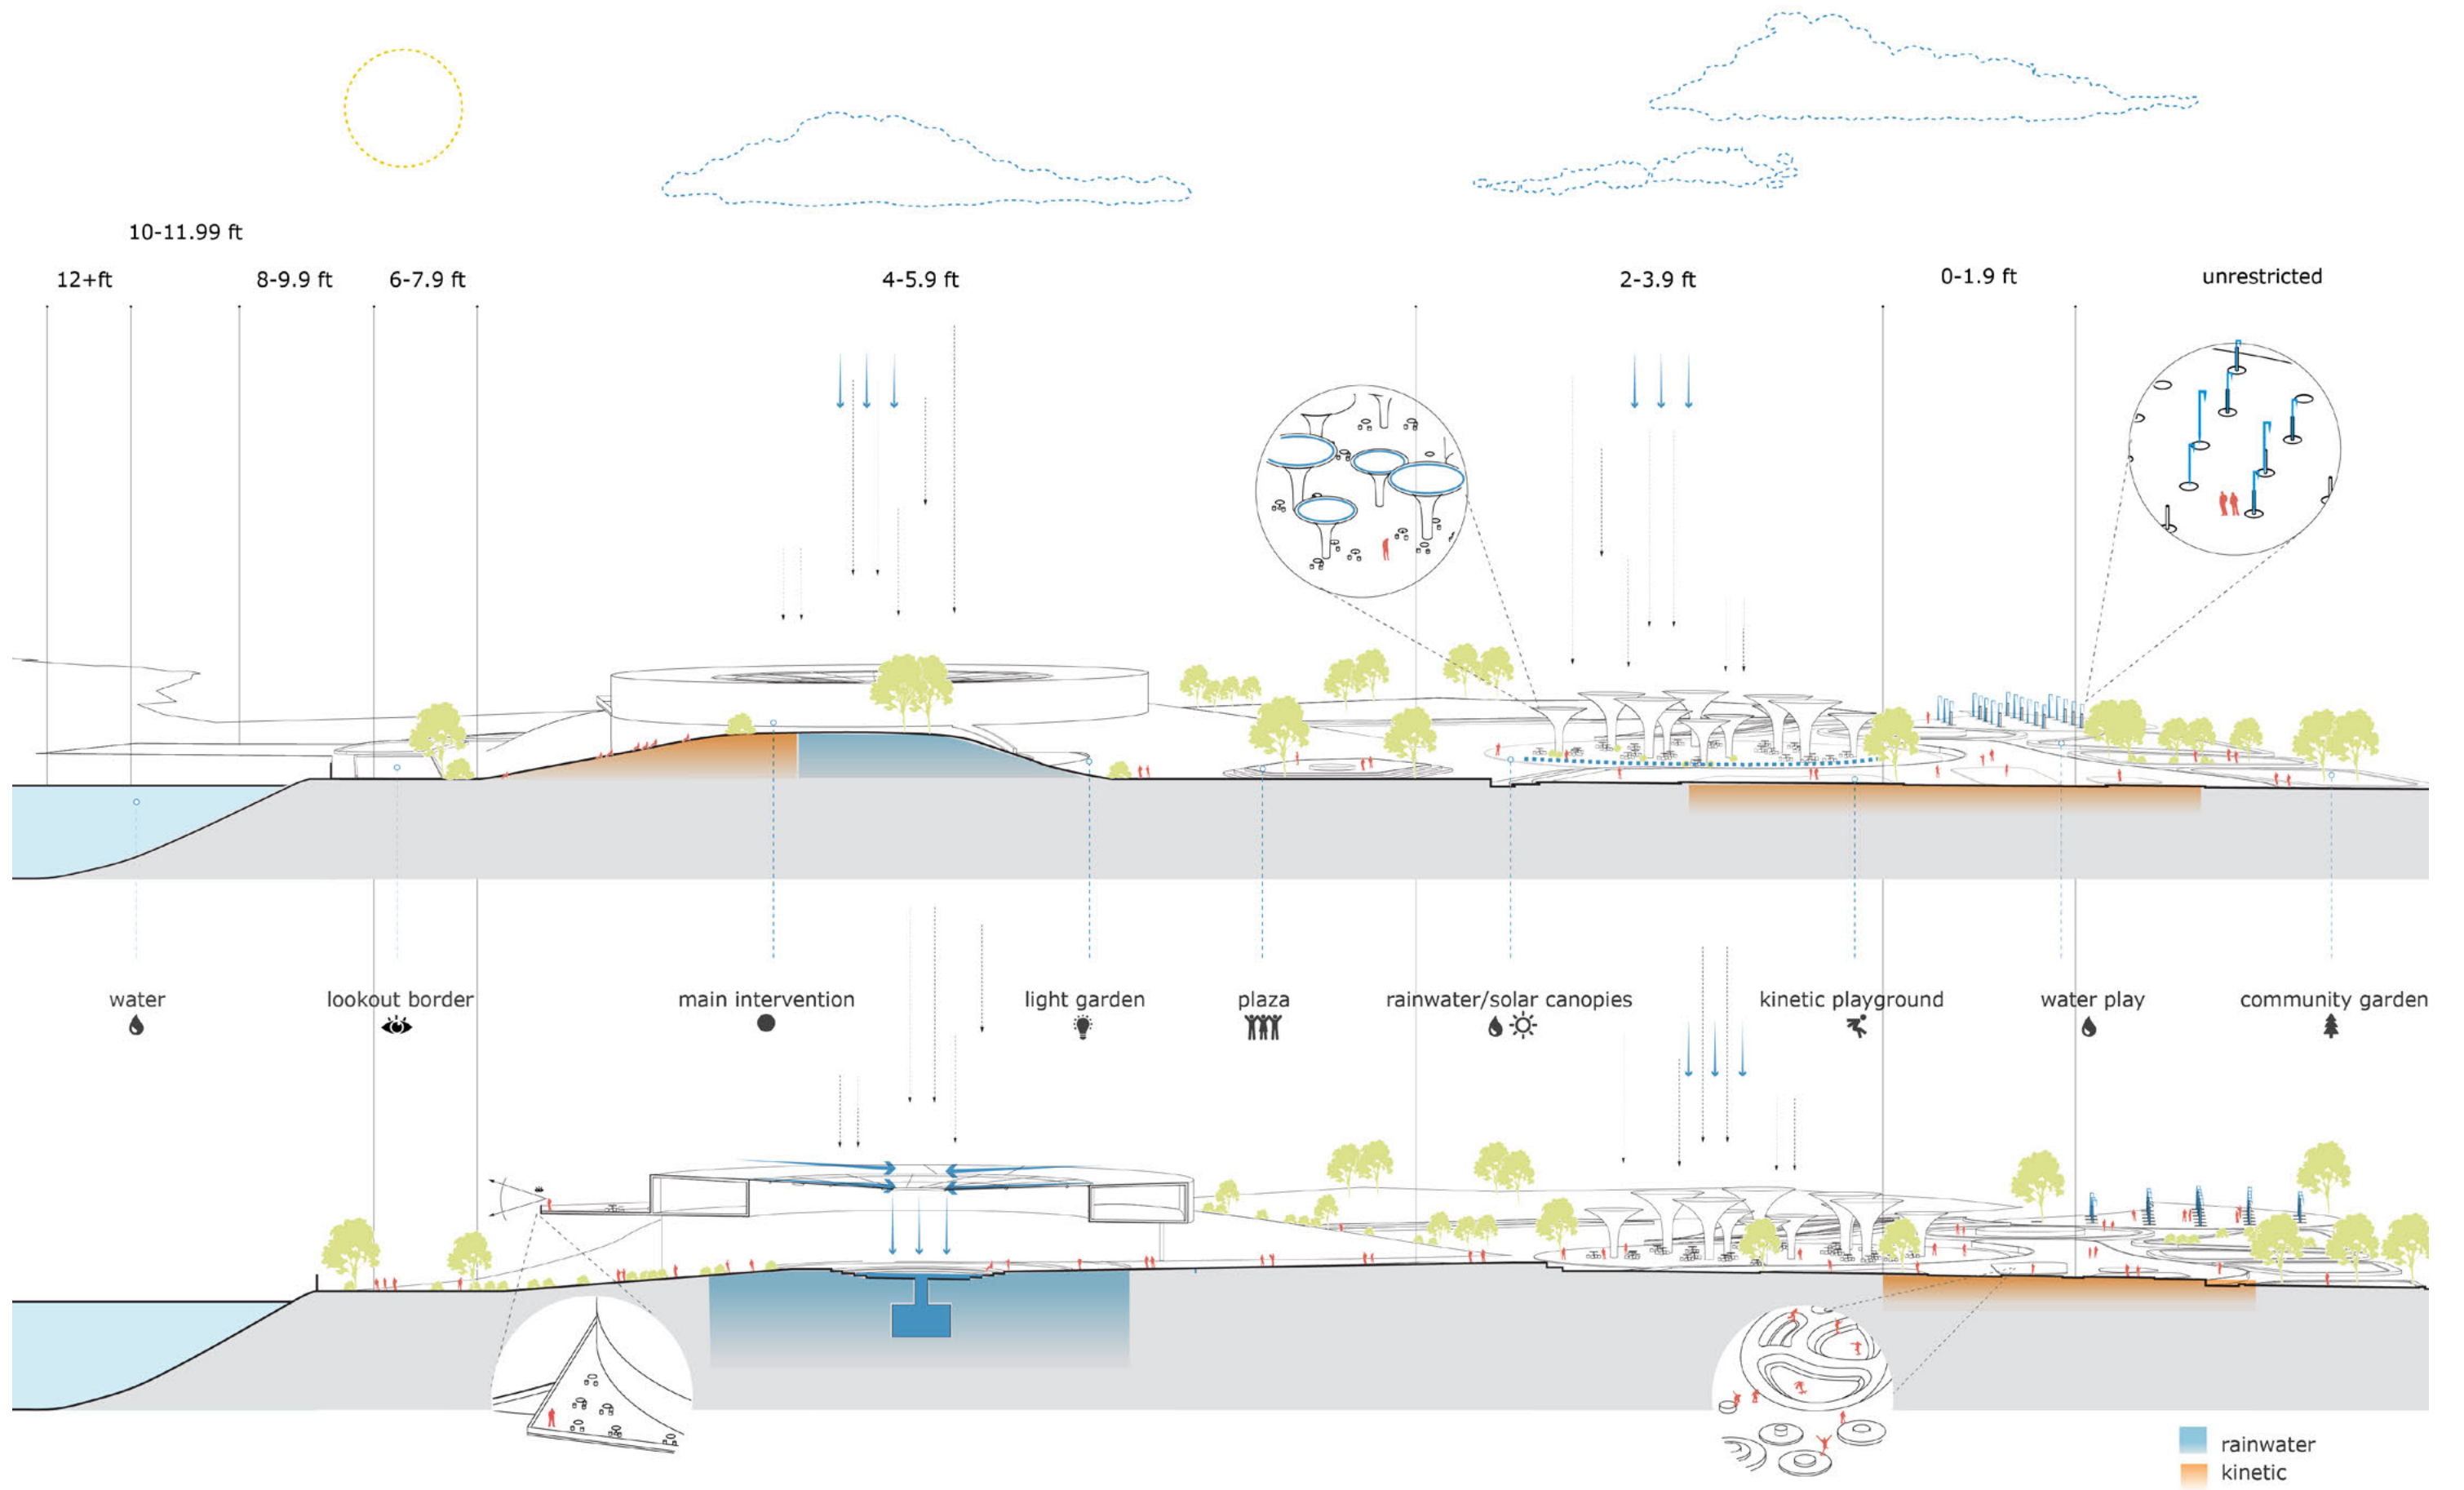 10-11.99 ft
12+ft
8-9.9 ft
6-7.9 ft
4-5.9 ft
2-3.9 ft
0-1.9 ft
unrestricted
water
lookout border
main intervention
light garden
plaza
rainwater/solar canopies
kinetic playground
water play
community garden
rainwater
kinetic